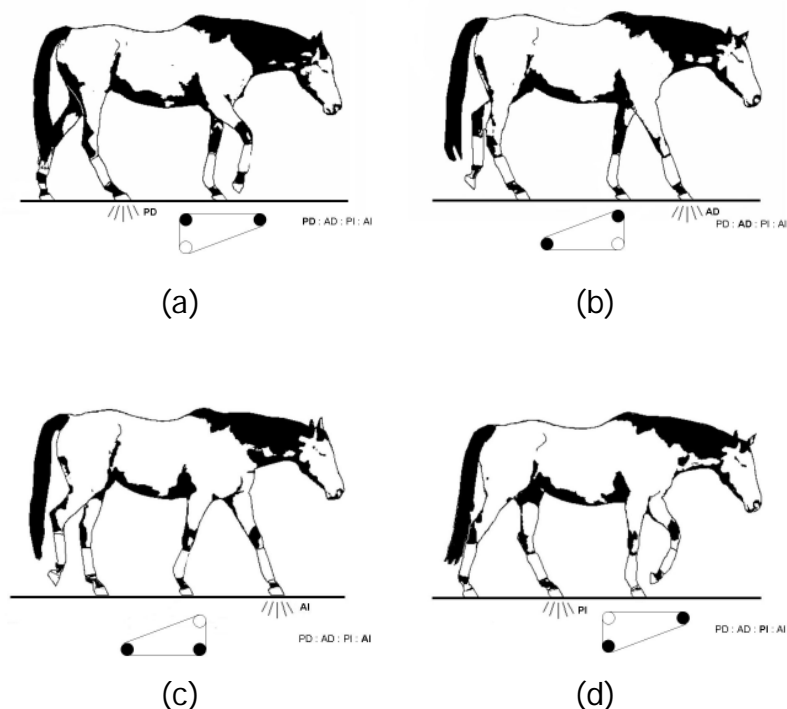 PD
PD : AD : PI : AI
(a)
AD
PD : AD : PI : AI
(b)
AI
PD : AD : PI : AI
(c)
PI
PD : AD : PI : AI
(d)